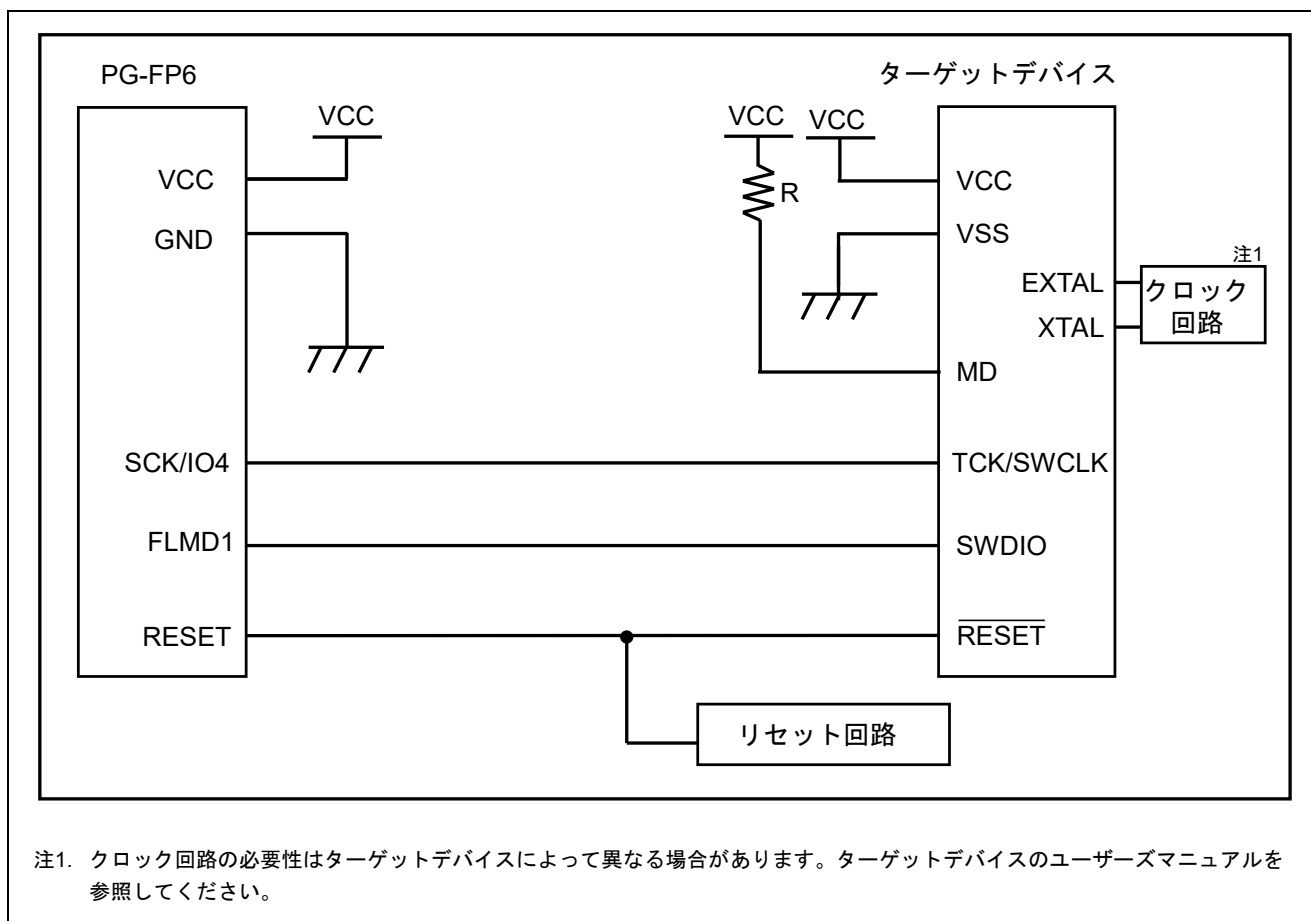 PG-FP6
ターゲットデバイス
VCC
VCC
VCC
VCC
VCC
R
GND
VSS
注1
EXTAL
クロック
回路
XTAL
MD
SCK/IO4
TCK/SWCLK
FLMD1
SWDIO
RESET
RESET
リセット回路
注1. クロック回路の必要性はターゲットデバイスによって異なる場合があります。ターゲットデバイスのユーザーズマニュアルを
参照してください。